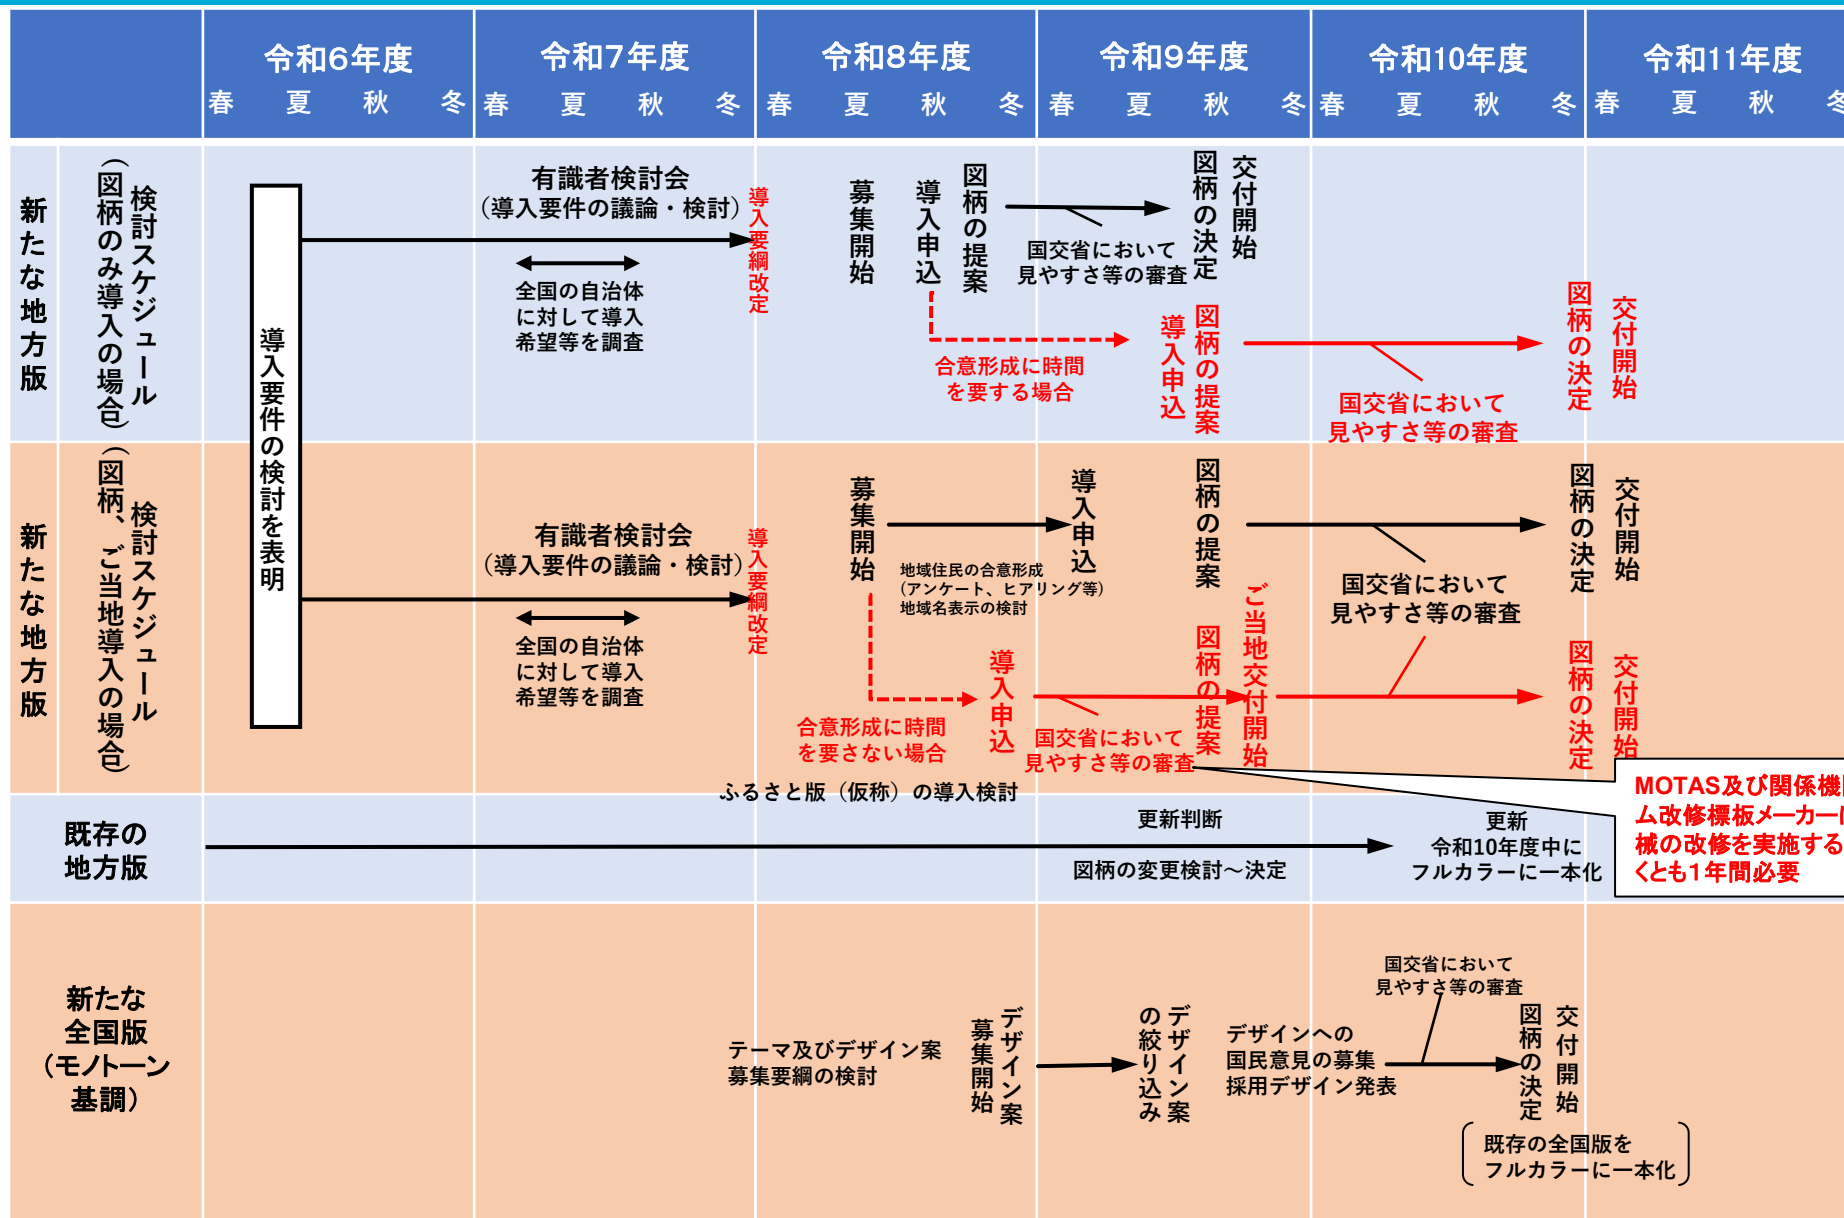 令和6年度
令和7年度
令和8年度
令和9年度
令和10年度
令和11年度
春 夏 秋 冬
春 夏 秋 冬
春 夏 秋 冬
春 夏 秋 冬
春 夏 秋 冬
春 夏 秋 冬
新たな地方版
検討スケジュール
(図柄のみ導入の場合)
導入要件の検討を表明
有識者検討会
(導入要件の議論・検討)
全国の自治体
に対して導入
希望等を調査
導入要綱改定
募集開始
導入申込
図柄の提案
国交省において
見やすさ等の審査
図柄の決定
交付開始
合意形成に時間
を要する場合
導入申込
図柄の提案
国交省において
見やすさ等の審査
図柄の決定
交付開始
新たな地方版
検討スケジュール
(図柄、ご当地導入の場合)
有識者検討会
(導入要件の議論・検討)
全国の自治体
に対して導入
希望等を調査
導入要綱改定
募集開始
地域住民の合意形成
(アンケート、ヒアリング等)
地域名表示の検討
導入申込
図柄の提案
国交省において
見やすさ等の審査
図柄の決定
交付開始
合意形成に時間
を要さない場合
導入申込
国交省において
見やすさ等の審査
図柄の提案
ご当地交付開始
図柄の決定
交付開始
MOTAS及び関係機
ム改修標板メーカー
械の改修を実施する
くとも1年間必要
ふるさと版（仮称）の導入検討
既存の
地方版
更新判断
図柄の変更検討～決定
更新
令和10年度中に
フルカラーに一本化
新たな
全国版
(モノトーン
基調)
テーマ及びデザイン案
募集要綱の検討
デザイン案
募集開始
デザイン案
の絞り込み
デザインへの
国民意見の募集
採用デザイン発表
国交省において
見やすさ等の審査
図柄の決定
交付開始
既存の全国版を
フルカラーに一本化